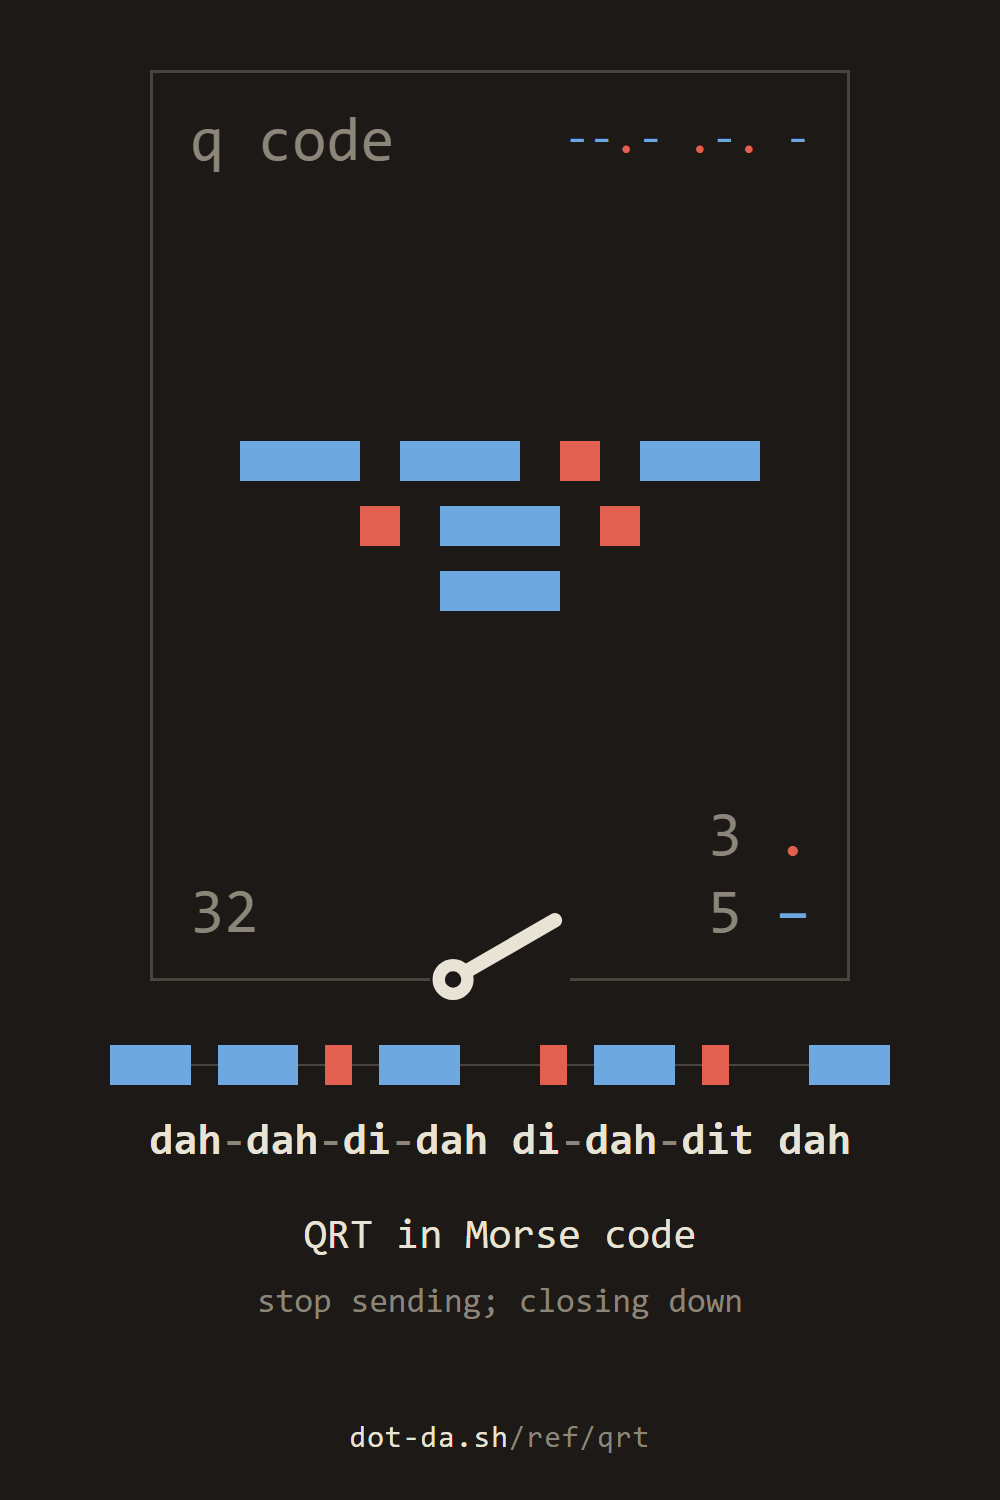 q code --.- .-. -
3 .
32 5 -
dah-dah-di-dah di-dah-dit dah
QRT in Morse code
stop sending; closing down
dot-da.sh/ref/qrt